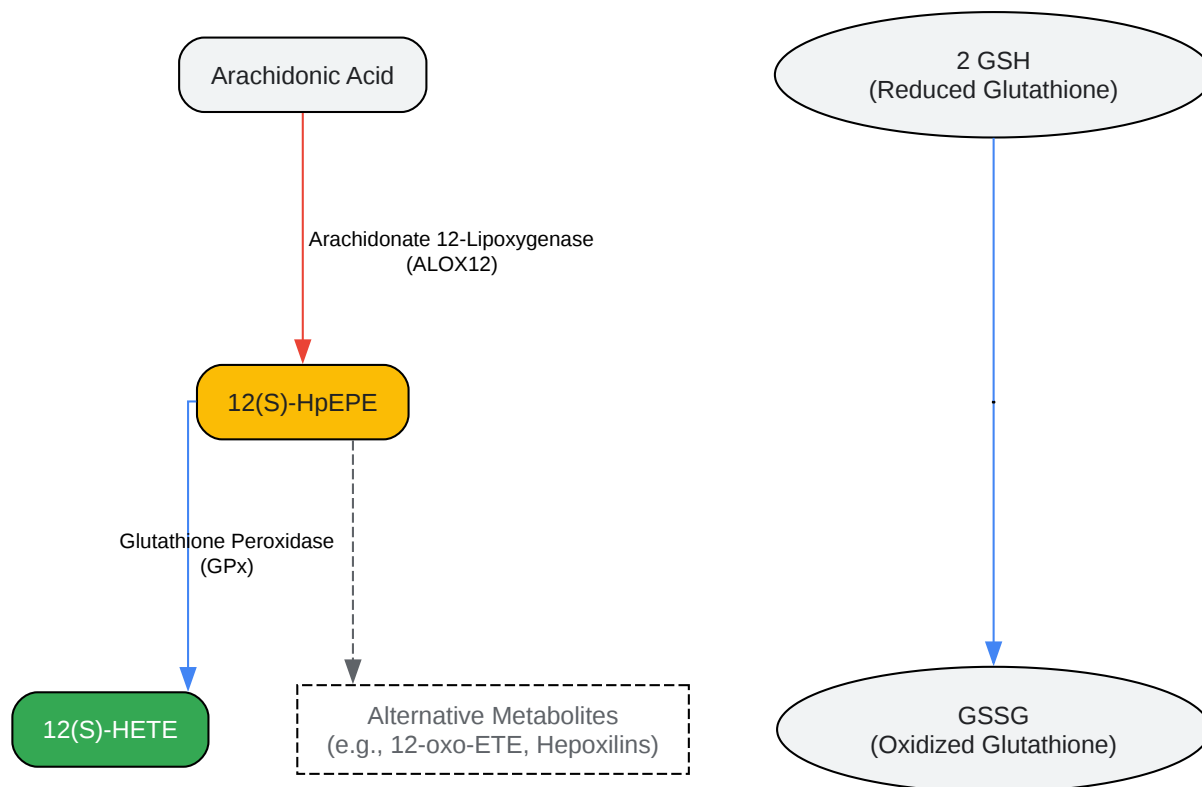 Arachidonic Acid
2 GSH
(Reduced Glutathione)
Arachidonate 12-Lipoxygenase
(ALOX12)
12(S)-HpEPE
Glutathione Peroxidase
(GPx)
12(S)-HETE
Alternative Metabolites
(e.g., 12-oxo-ETE, Hepoxilins)
GSSG
(Oxidized Glutathione)